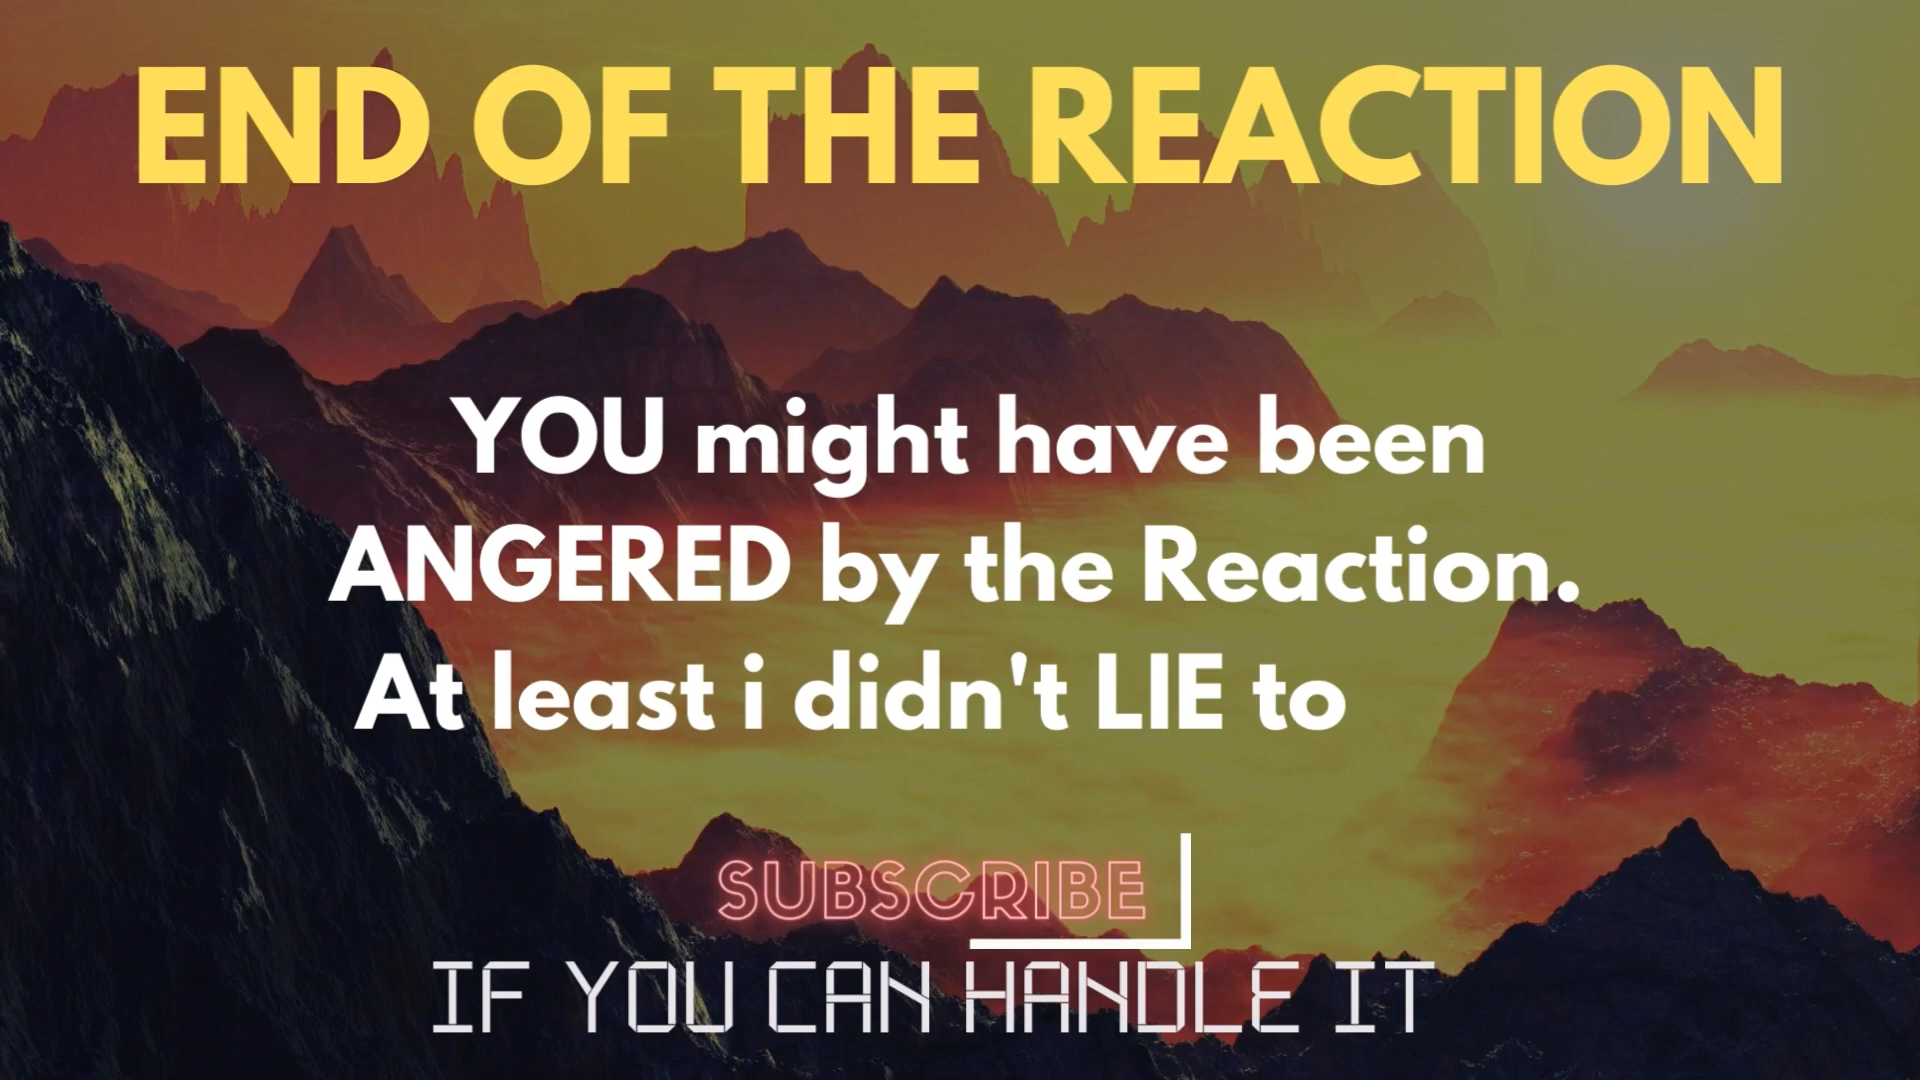 END OF THE REACTION
YOU might have been
ANGERED by the Reaction.
At least i didn't LIE to
SUBSCRIBE
IF YOU CAN HANDLE IT